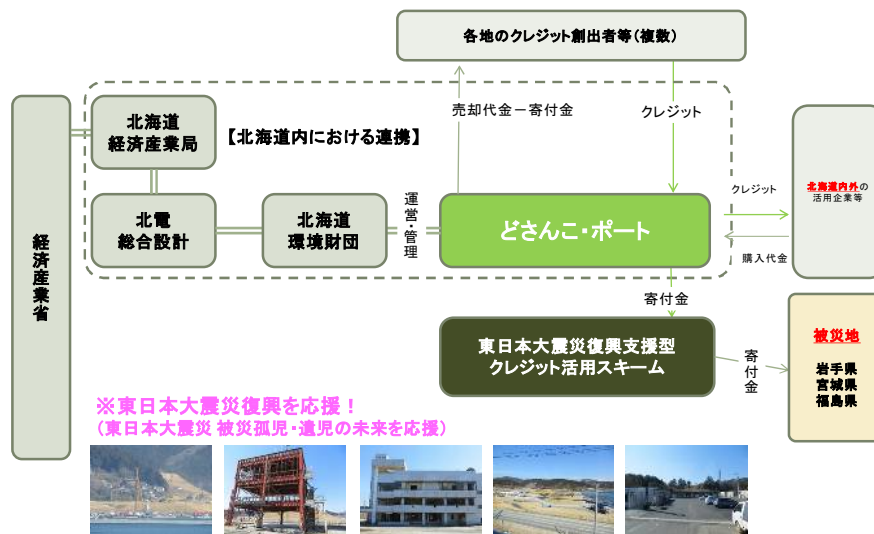 各地のクレジット創出者等(複数)
売却代金－寄付金
クレジット
北海道
経済産業局
【北海道内における連携】
経済産業省
北電
総合設計
北海道
環境財団
運営・管理
どさんこ・ポート
クレジット
購入代金
北海道内外の
活用企業等
寄付金
東日本大震災復興支援型
クレジット活用スキーム
寄付金
被災地
岩手県
宮城県
福島県
※東日本大震災復興を応援！
(東日本大震災 被災孤児・遺児の未来を応援)